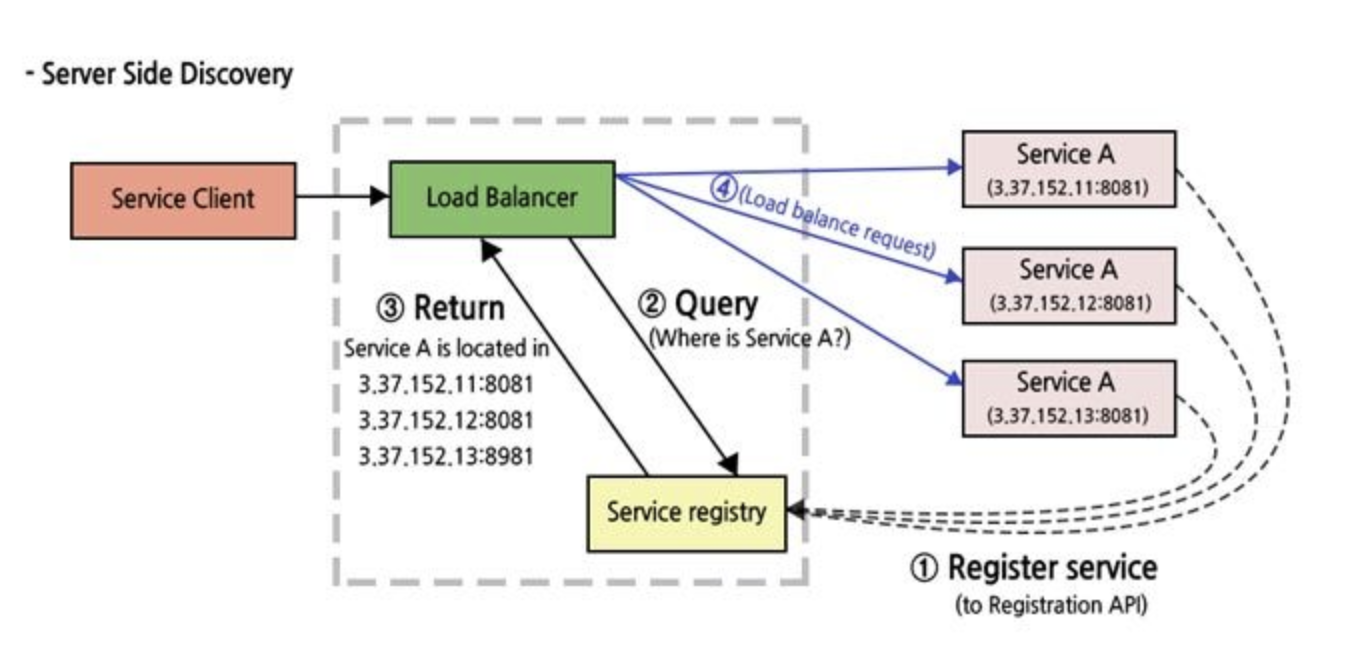 - Server Side Discovery
Service Client
Load Balancer
④(Load balance request)
Service A
(3.37.152.11:8081)
Service A
(3.37.152.12:8081)
Service A
(3.37.152.13:8081)
③ Return
Service A is located in
3.37.152.11:8081
3.37.152.12:8081
3.37.152.13:8981
② Query
(Where is Service A?)
Service registry
① Register service
(to Registration API)